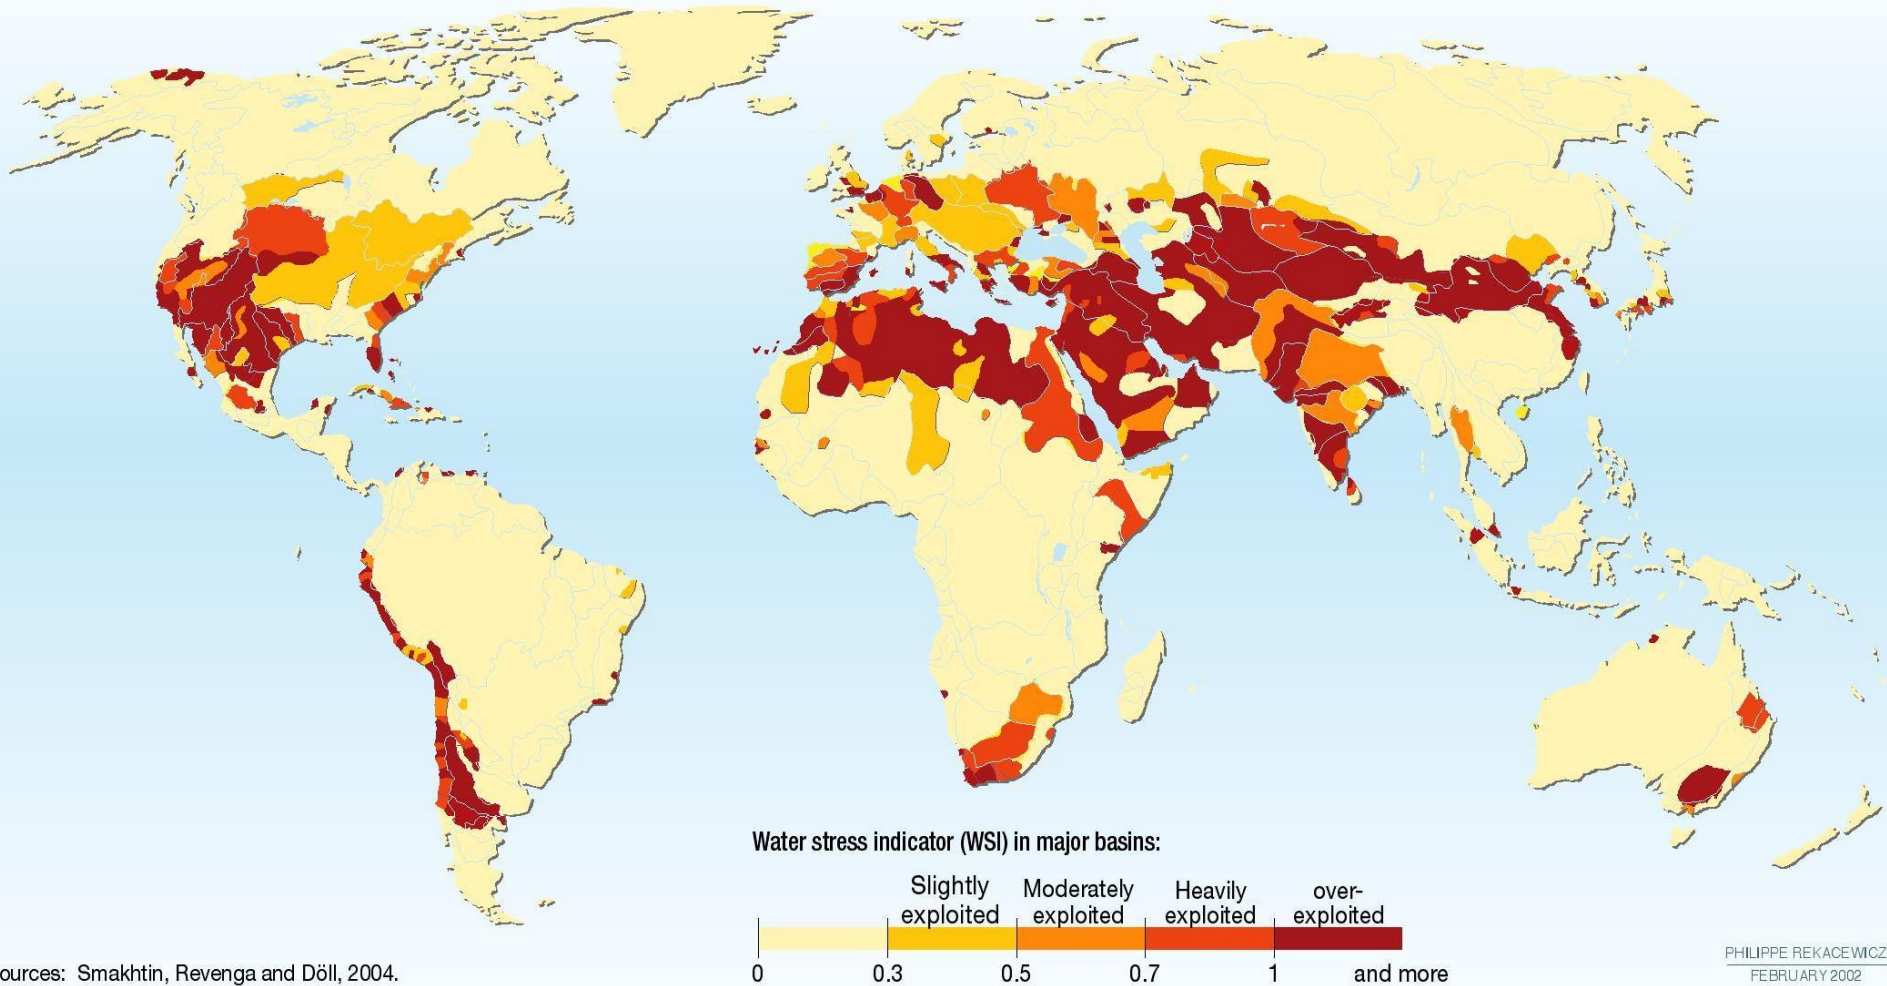 Water stress indicator (WSI) in major basins:
Slightly exploited
Moderately exploited
Heavily exploited
over-exploited
0
0.3
0.5
0.7
1
and more
ources: Smakhtin, Revenga and Döll, 2004.
PHILIPPE REKACEWICZ
FEBRUARY 2002